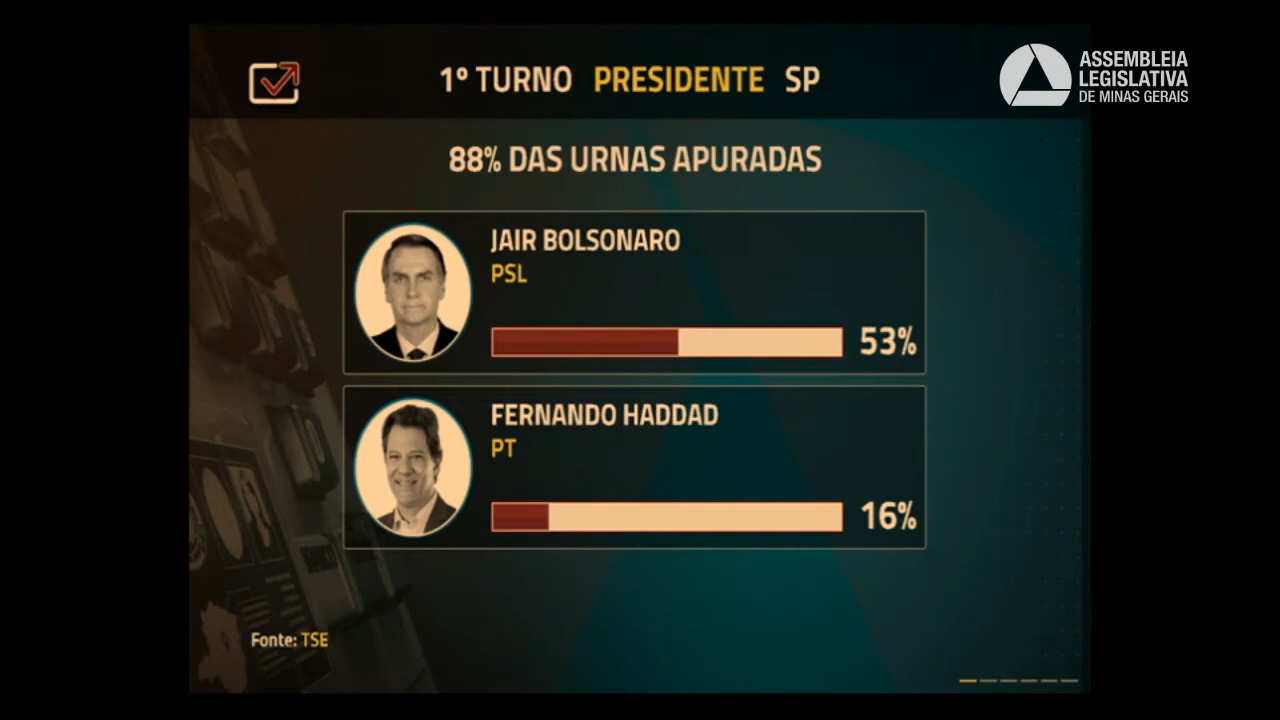 1º TURNO PRESIDENTE SP
ASSEMBLEIA
LEGISLATIVA
DE MINAS GERAIS
88% DAS URNAS APURADAS
JAIR BOLSONARO
PSL
53%
FERNANDO HADDAD
PT
16%
Fonte: TSE